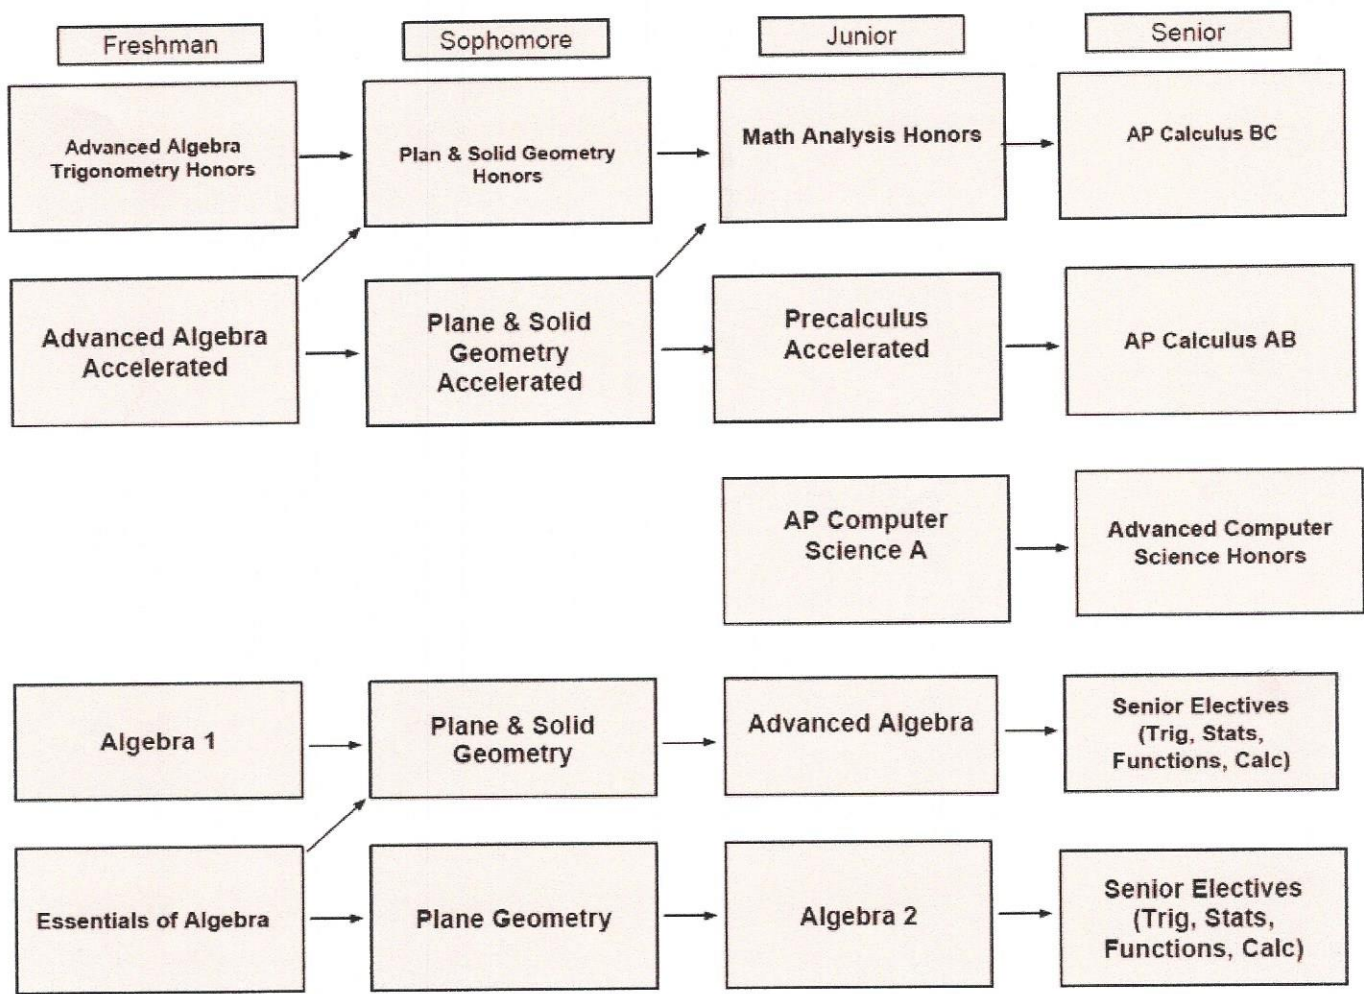 Freshman
Sophomore
Junior
Senior
Advanced Algebra
Trigonometry Honors
Plan & Solid Geometry
Honors
Math Analysis Honors
AP Calculus BC
Advanced Algebra
Accelerated
Plane & Solid
Geometry
Accelerated
Precalculus
Accelerated
AP Calculus AB
AP Computer
Science A
Advanced Computer
Science Honors
Algebra 1
Plane & Solid
Geometry
Advanced Algebra
Senior Electives
(Trig, Stats,
Functions, Calc)
Essentials of Algebra
Plane Geometry
Algebra 2
Senior Electives
(Trig, Stats,
Functions, Calc)